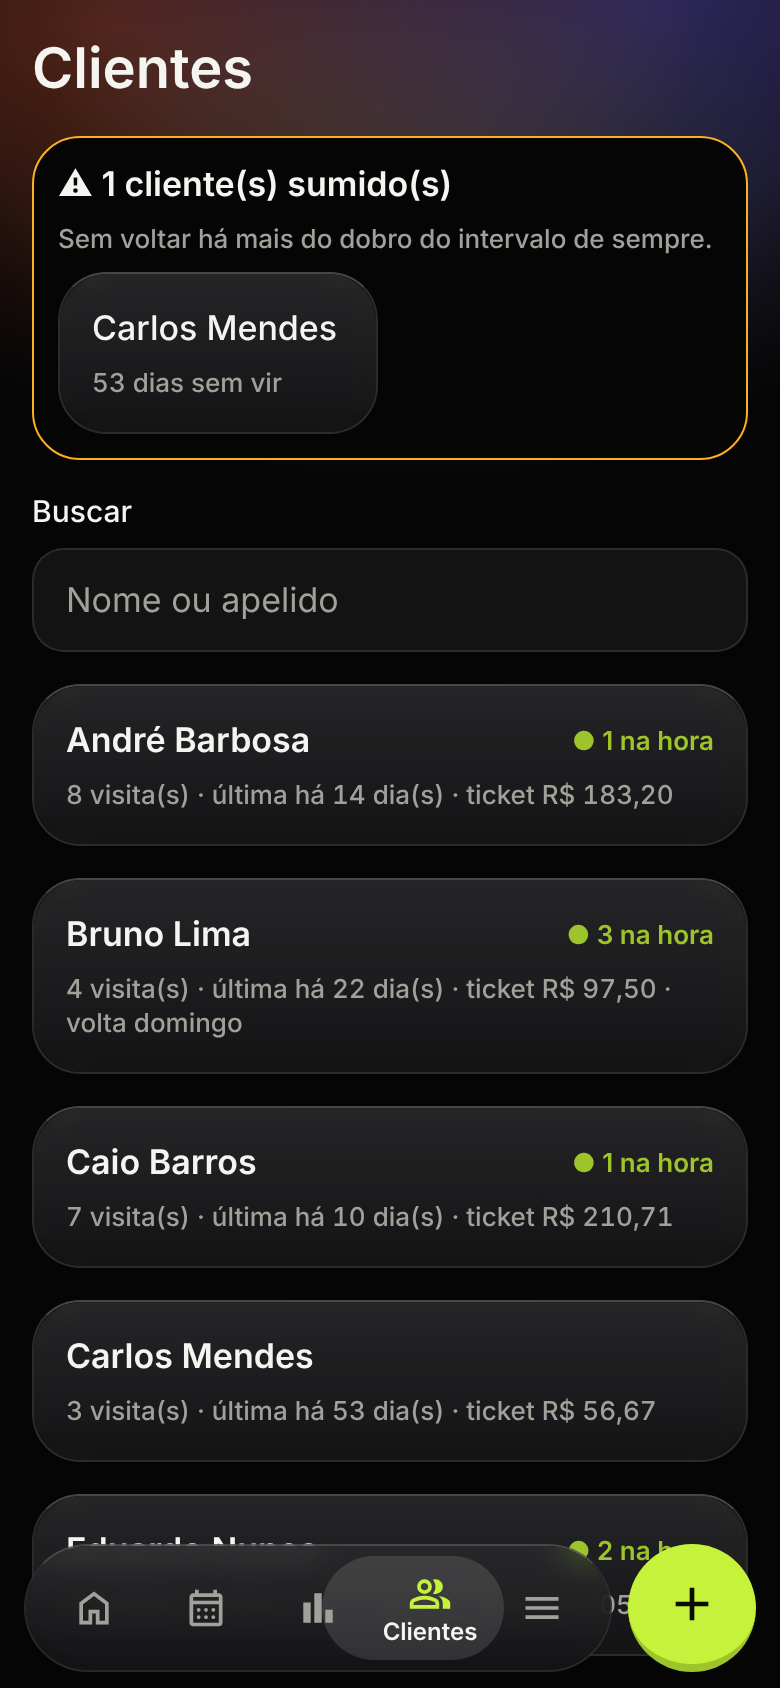 Clientes
1 cliente(s) sumido(s)
Sem voltar há mais do dobro do intervalo de sempre.
Carlos Mendes
53 dias sem vir
Buscar
Nome ou apelido
André Barbosa
1 na hora
8 visita(s) · última há 14 dia(s) · ticket R$ 183,20
Bruno Lima
3 na hora
4 visita(s) · última há 22 dia(s) · ticket R$ 97,50 ·
volta domingo
Caio Barros
1 na hora
7 visita(s) · última há 10 dia(s) · ticket R$ 210,71
Carlos Mendes
3 visita(s) · última há 53 dia(s) · ticket R$ 56,67
2 na
Clientes
+